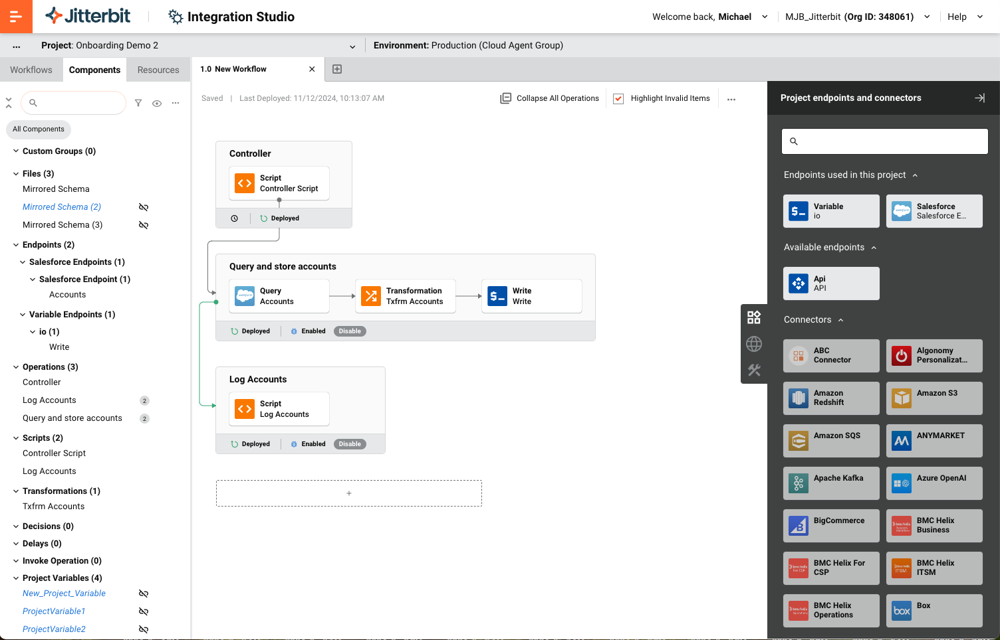 Jitterbit
Integration Studio
Welcome back, Michael
MJB_Jitterbit (Org ID: 348061)
Help
Project: Onboarding Demo 2
Environment: Production (Cloud Agent Group)
Workflows
Components
Resources
1.0 New Workflow
All Components
Custom Groups (0)
Files (3)
Mirrored Schema
Mirrored Schema (2)
Mirrored Schema (3)
Endpoints (2)
Salesforce Endpoints (1)
Salesforce Endpoint (1)
Accounts
Variable Endpoints (1)
io (1)
Write
Operations (3)
Controller
Log Accounts 2
Query and store accounts 2
Scripts (2)
Controller Script
Log Accounts
Transformations (1)
Txfrm Accounts
Decisions (0)
Delays (0)
Invoke Operation (0)
Project Variables (4)
New_Project_Variable
ProjectVariable1
ProjectVariable2
Saved | Last Deployed: 11/12/2024, 10:13:07 AM
Collapse All Operations
Highlight Invalid Items
Controller
Script
Controller Script
Deployed
Query and store accounts
Query
Accounts
Transformation
Txfrm Accounts
Write
Write
Deployed
Enabled
Disable
Log Accounts
Script
Log Accounts
Deployed
Enabled
Disable
+
Project endpoints and connectors
Endpoints used in this project
Variable
io
Salesforce
Salesforce E...
Available endpoints
Api
API
Connectors
ABC
Connector
Algonomy
Personalizat...
Amazon
Redshift
Amazon S3
Amazon SQS
ANYMARKET
Apache Kafka
Azure OpenAI
BigCommerce
BMC Helix
Business
BMC Helix For
CSP
BMC Helix
ITSM
BMC Helix
Operations
box
Box